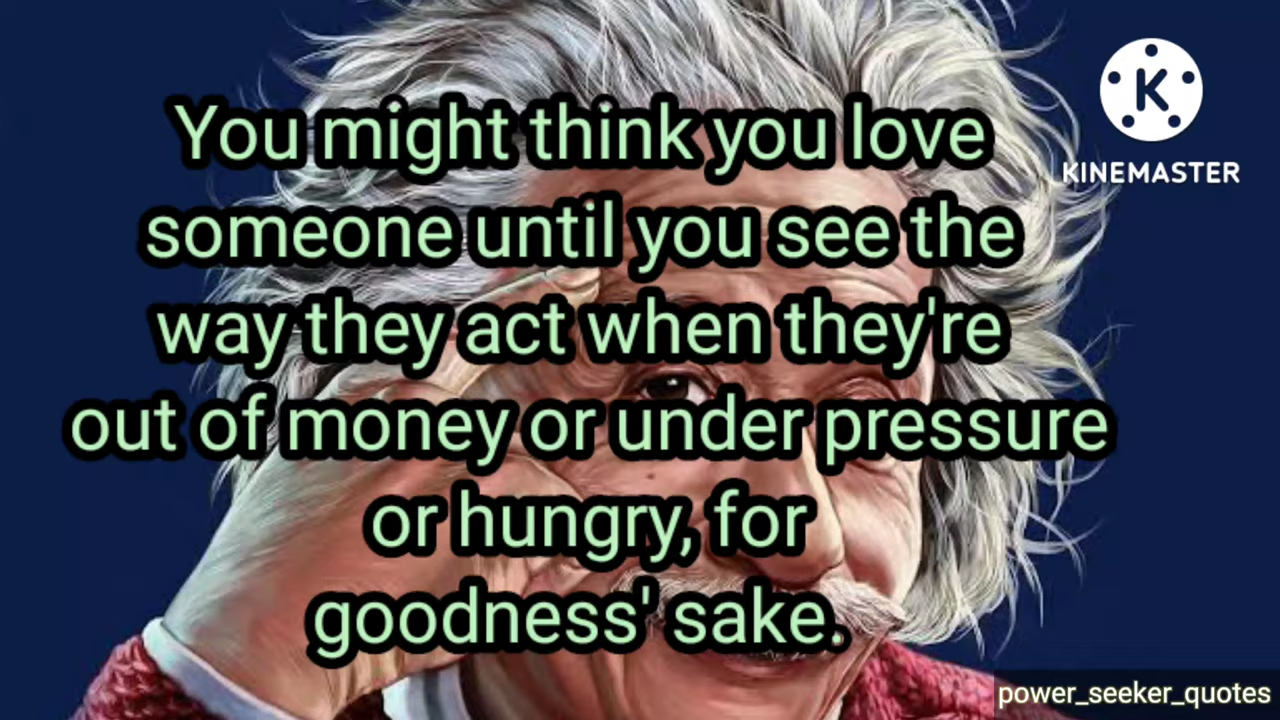 You might think you love
someone until you see the
way they act when they're
out of money or under pressure
or hungry, for
goodness' sake.
K
KINEMASTER
power_seeker_quotes